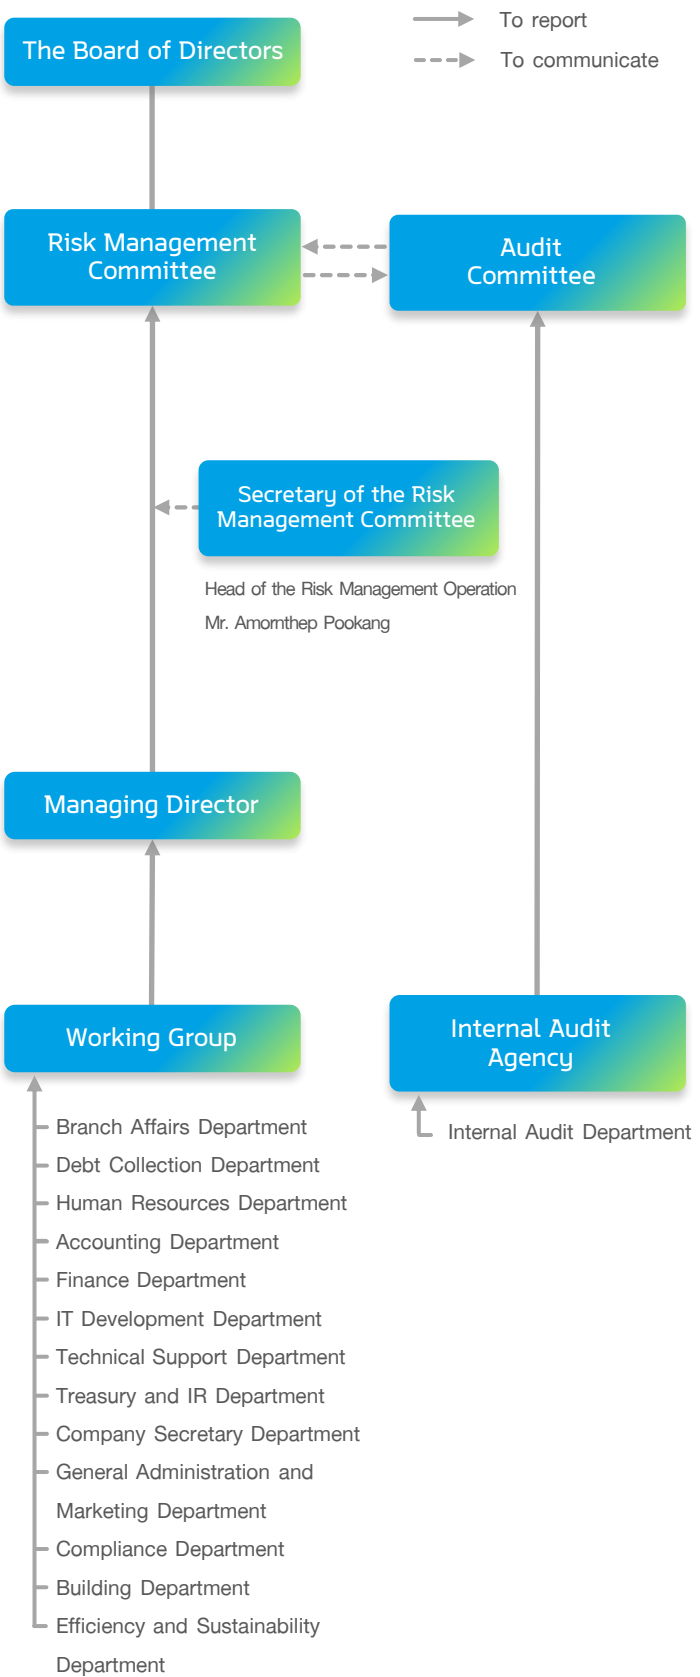 To report
To communicate
The Board of Directors
Risk Management
Committee
Audit
Committee
Secretary of the Risk
Management Committee
Head of the Risk Management Operation
Mr. Amornthep Pookang
Managing Director
Working Group
Internal Audit
Agency
Internal Audit Department
Branch Affairs Department
Debt Collection Department
Human Resources Department
Accounting Department
Finance Department
IT Development Department
Technical Support Department
Treasury and IR Department
Company Secretary Department
General Administration and
Marketing Department
Compliance Department
Building Department
Efficiency and Sustainability
Department